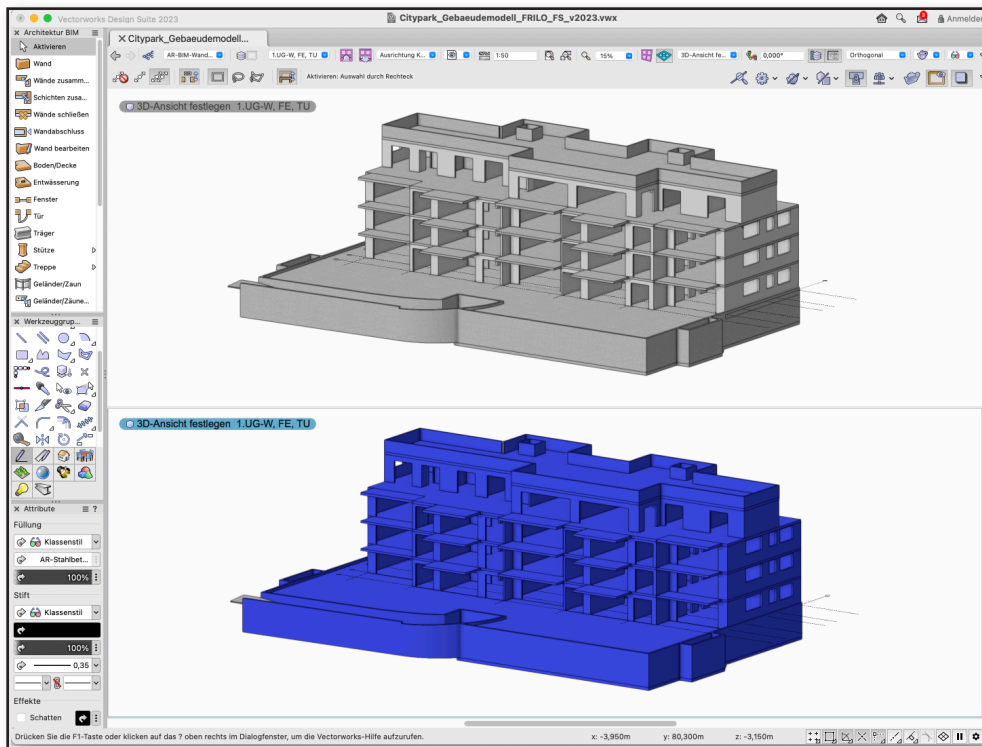 Vectorworks Design Suite 2023
Citypark_Gebaeudemodell_FRILO_FS_v2023.vwx
Anmelden
Architektur BIM
Citypark_Gebaeudemodell...
Aktivieren
AR-BIM-Wand...
1.UG-W, FE, TU
Ausrichtung K...
1:50
15%
3D-Ansicht fe...
0,000°
Orthogonal
Aktivieren: Auswahl durch Rechteck
Wand
Wände zusamm...
Schichten zusa...
Wände schließen
Wandabschluss
Wand bearbeiten
Boden/Decke
Entwässerung
Fenster
Tür
Träger
Stütze
Treppe
Geländer/Zaun
Geländer/Zäune...
3D-Ansicht festlegen 1.UG-W, FE, TU
Werkzeuggrup...
3D-Ansicht festlegen 1.UG-W, FE, TU
Attribute
?
Füllung
Klassenstil
AR-Stahlbet...
100%
Stift
Klassenstil
100%
0,35
Effekte
Schatten
Drücken Sie die F1-Taste oder klicken auf das ? oben rechts im Dialogfenster, um die Vectorworks-Hilfe aufzurufen.
x: -3,950m
y: 80,300m
z: -3,150m